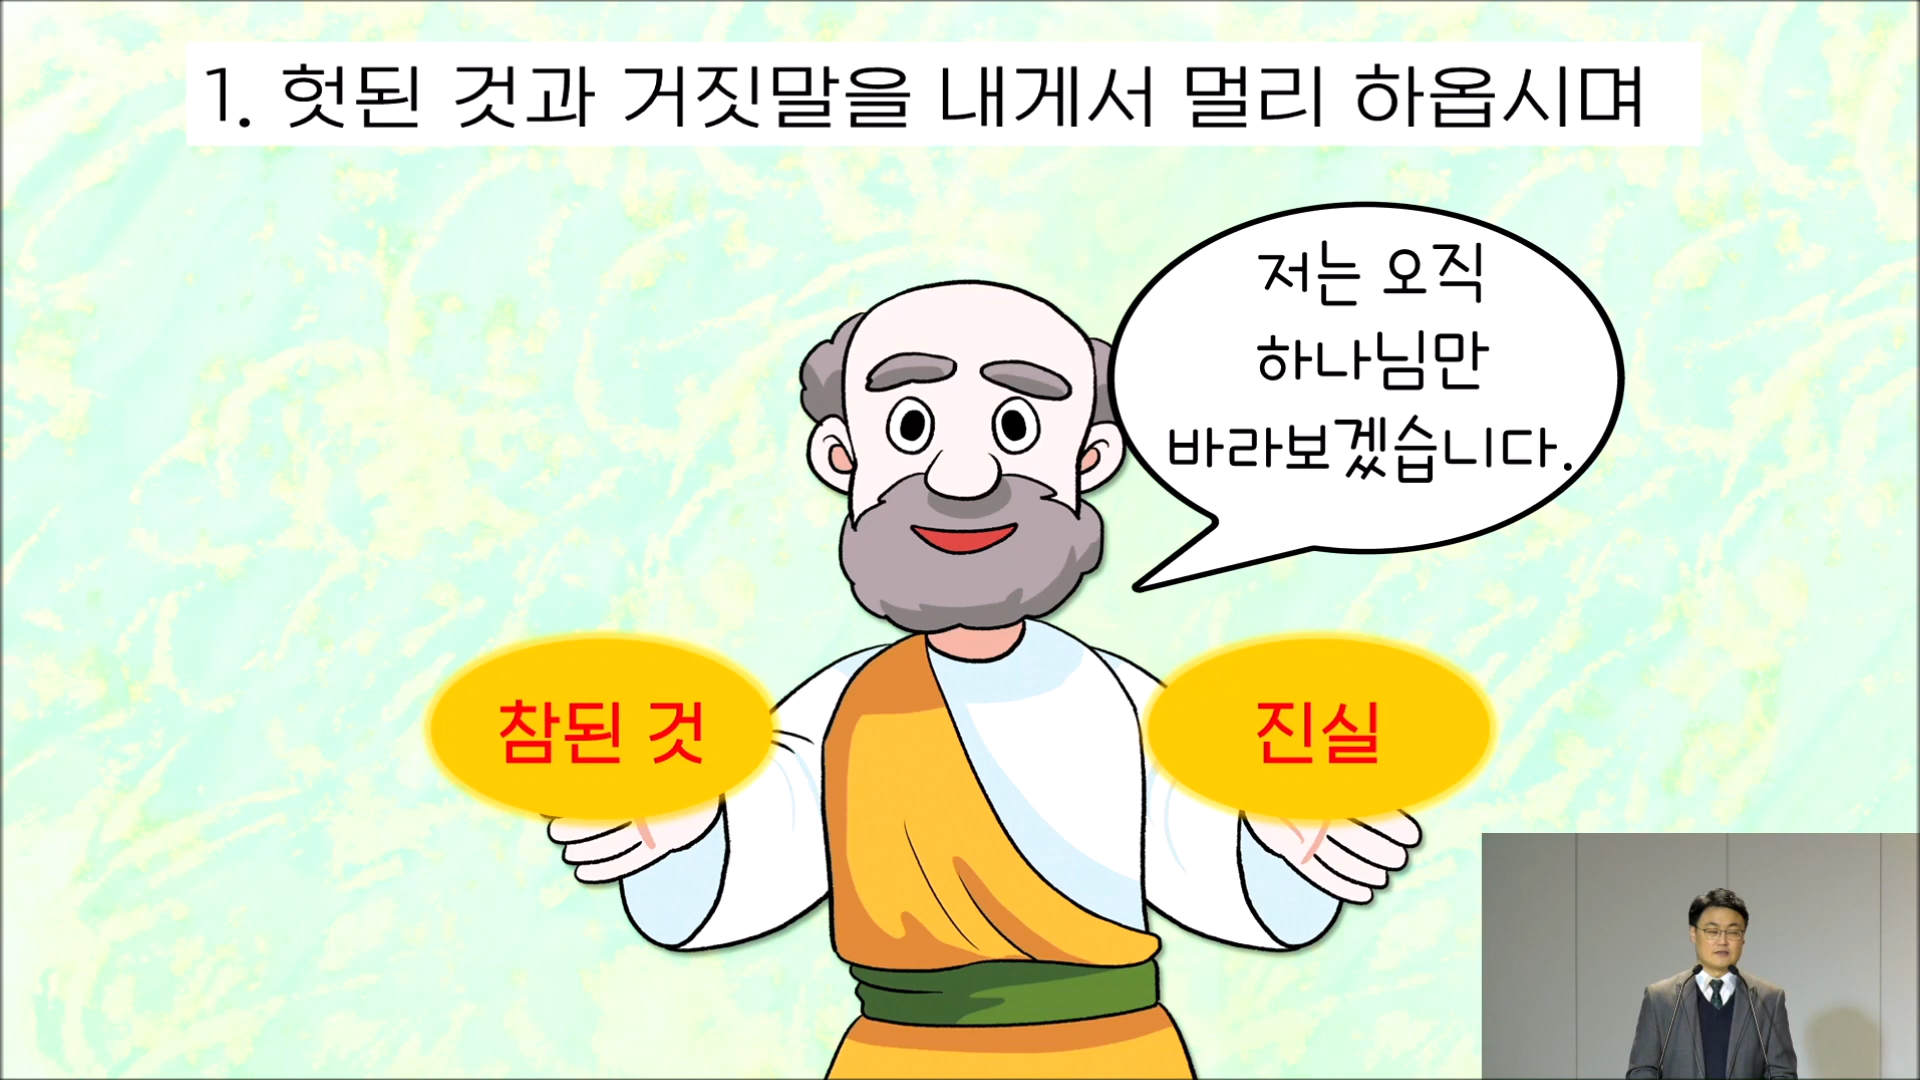 1. 헛된 것과 거짓말을 내게서 멀리 하옵시며
저는 오직
하나님만
바라보겠습니다.
참된 것
진실